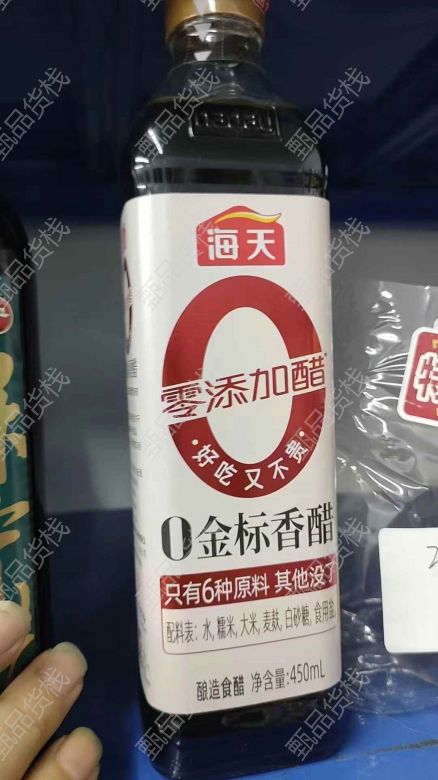 haday
海天
零添加醋
好吃又不贵
0金标香醋
只有6种原料 其他没了
配料表: 水, 糯米, 大米, 麦麸, 白砂糖, 食用盐
酿造食醋 净含量:450mL
特
甄品货栈